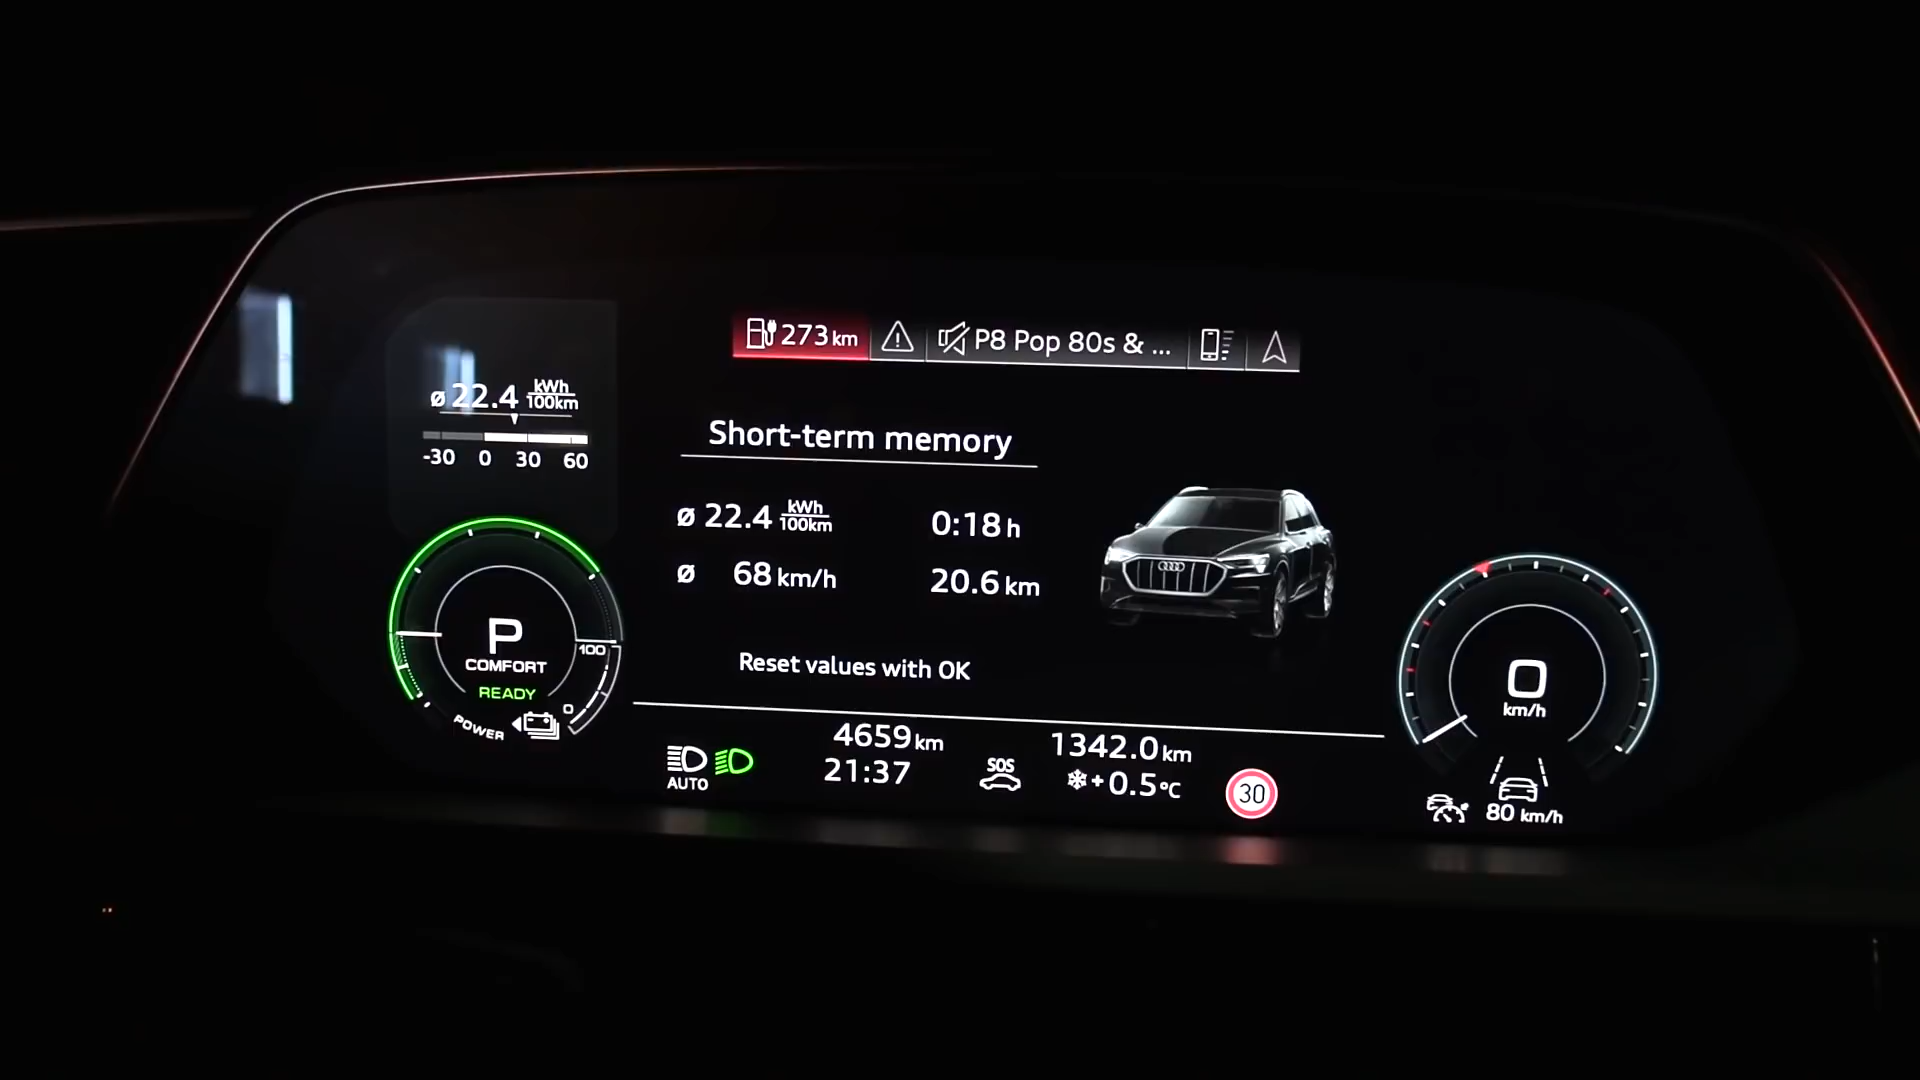 273 km P8 Pop 80s & ...
ø 22.4 kWh/100km
-30 0 30 60
Short-term memory
ø 22.4 kWh/100km 0:18 h
ø 68 km/h 20.6 km
Reset values with OK
P
COMFORT
READY
100
0
POWER
0
km/h
4659 km
21:37
AUTO
SOS
1342.0 km
+0.5 °C
30
80 km/h